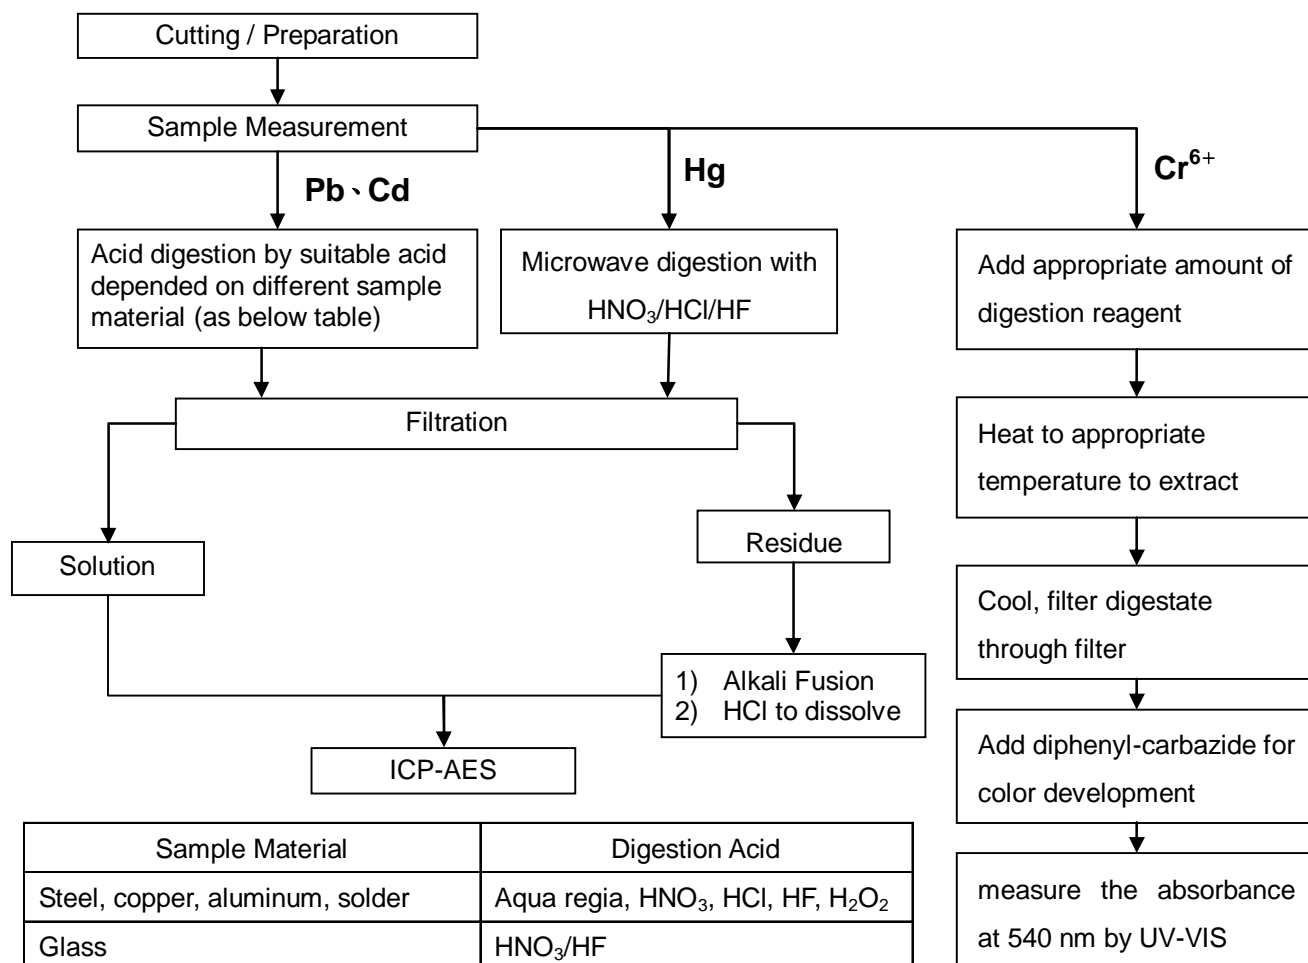 Cutting / Preparation
Sample Measurement
Pb、Cd
Hg
Cr⁶⁺
Acid digestion by suitable acid
depended on different sample
material (as below table)
Microwave digestion with
HNO₃/HCl/HF
Add appropriate amount of
digestion reagent
Filtration
Heat to appropriate
temperature to extract
Solution
Residue
Cool, filter digestate
through filter
1) Alkali Fusion
2) HCl to dissolve
ICP-AES
Add diphenyl-carbazide for
color development
measure the absorbance
at 540 nm by UV-VIS
Sample Material Digestion Acid
Steel, copper, aluminum, solder Aqua regia, HNO₃, HCl, HF, H₂O₂
Glass HNO₃/HF